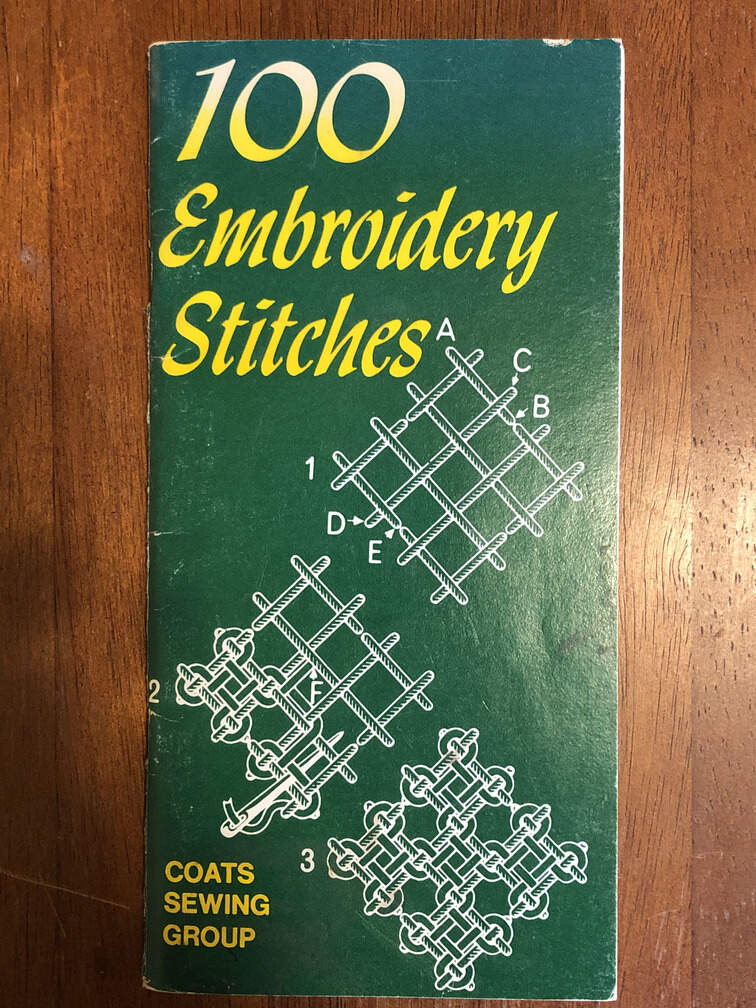 100
Embroidery
Stitches
A
C
B
1
D
E
2
F
3
COATS
SEWING
GROUP